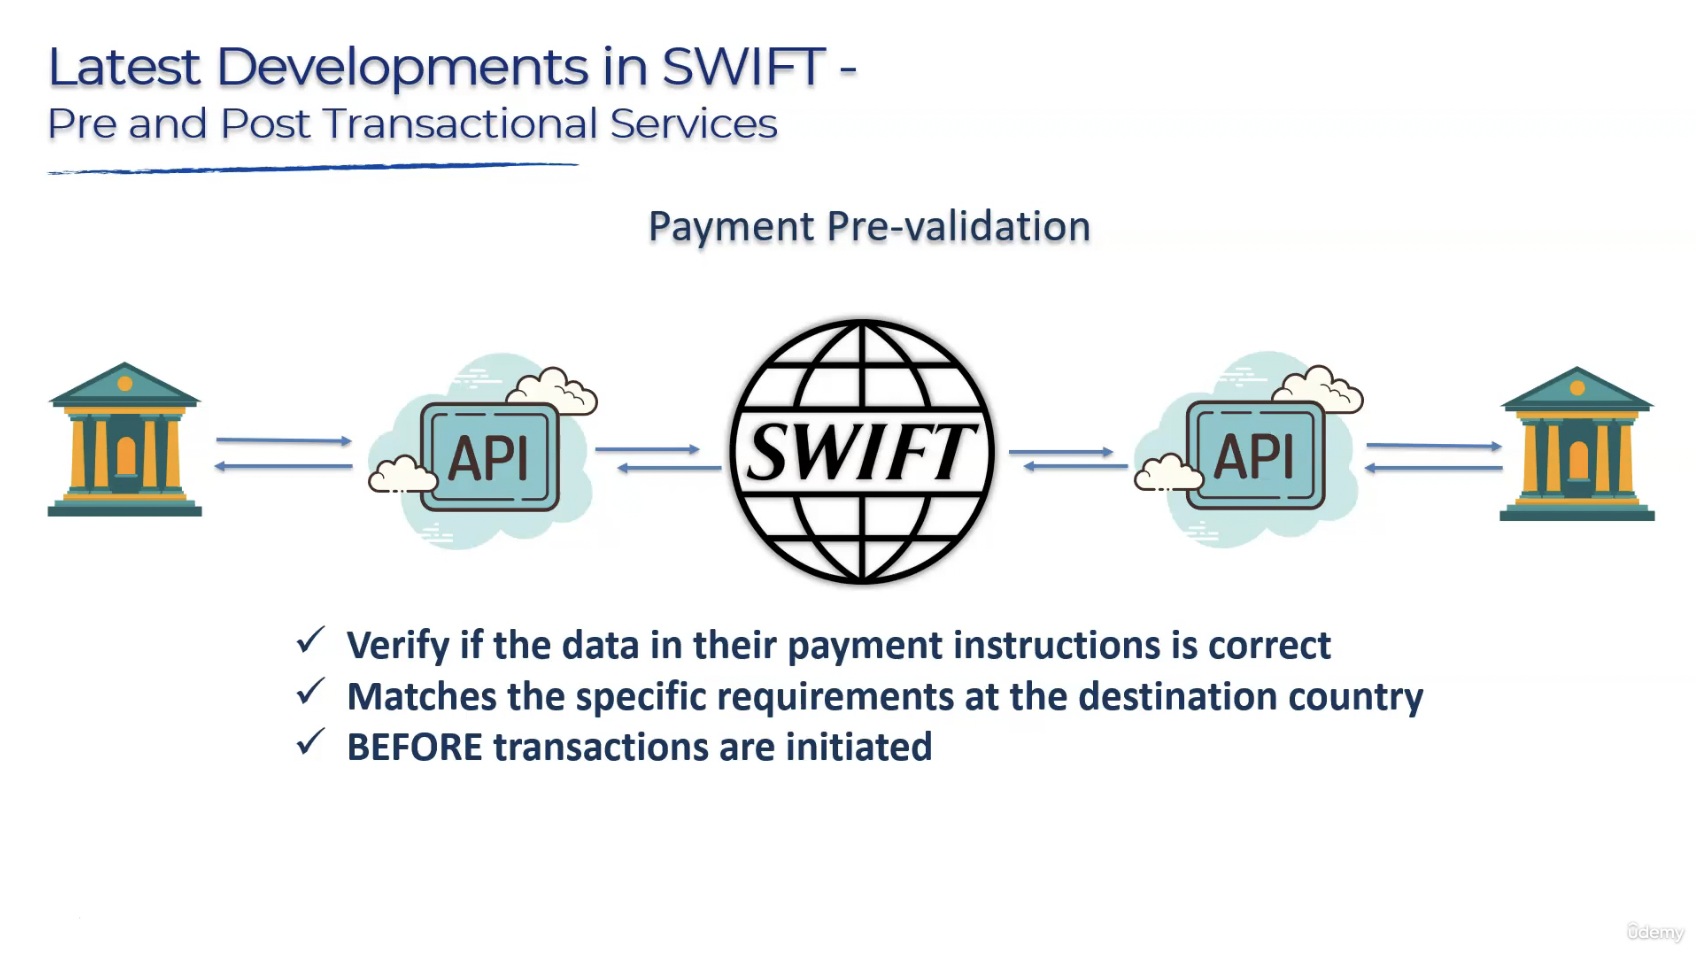 Latest Developments in SWIFT -
Pre and Post Transactional Services
Payment Pre-validation
API
SWIFT
API
✓ Verify if the data in their payment instructions is correct
✓ Matches the specific requirements at the destination country
✓ BEFORE transactions are initiated
ûdemy